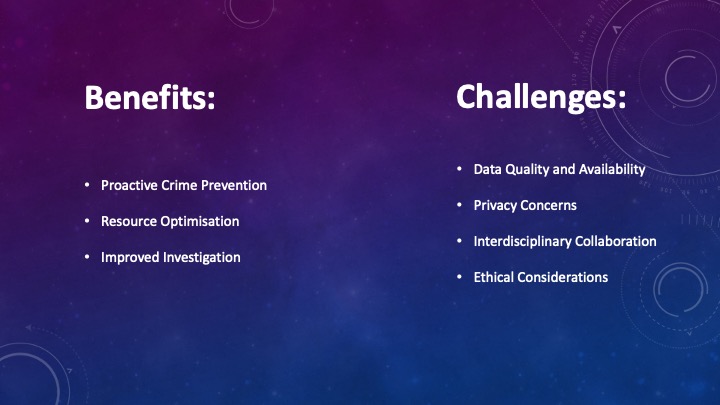 Benefits:
• Proactive Crime Prevention
• Resource Optimisation
• Improved Investigation
Challenges:
• Data Quality and Availability
• Privacy Concerns
• Interdisciplinary Collaboration
• Ethical Considerations